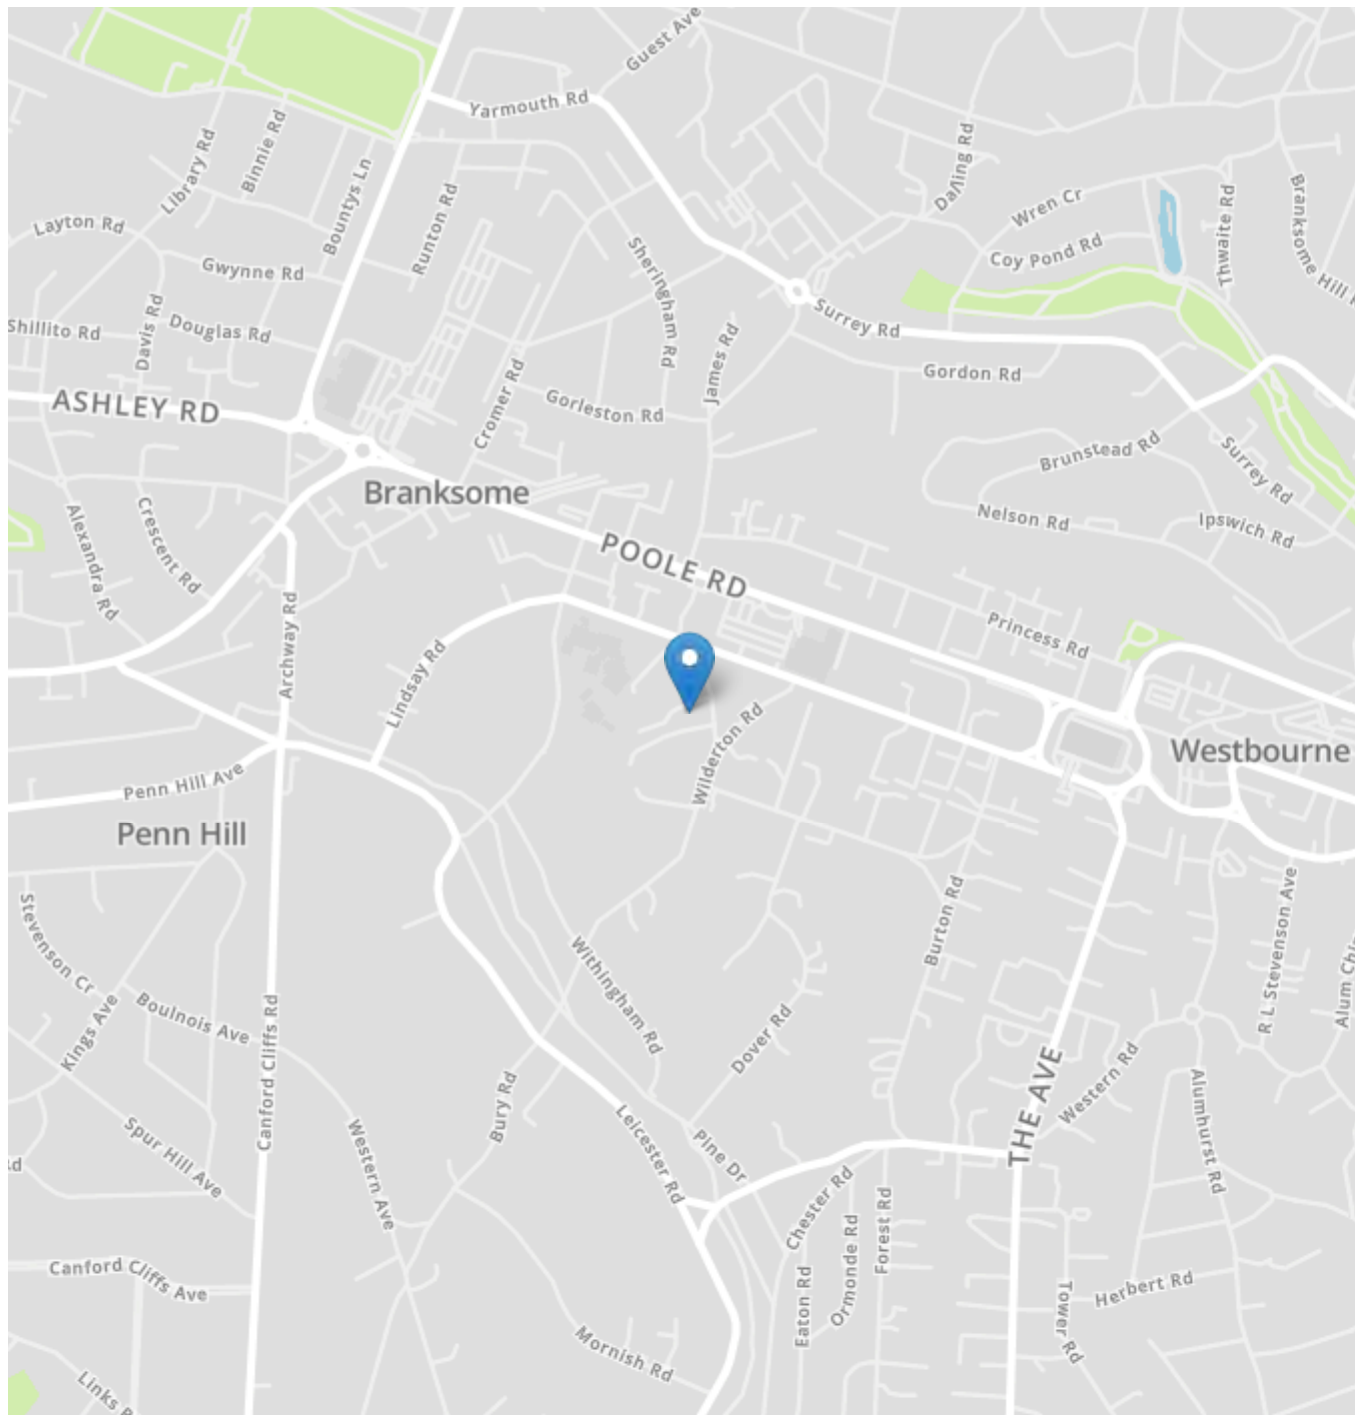 Guest Ave
Yarmouth Rd
Library Rd
Binnie Rd
Bountys Ln
Runton Rd
Layton Rd
Gwynne Rd
Sheringham Rd
Wren Cr
Coy Pond Rd
Thwaite Rd
Branksome Hill
Shillito Rd
Davis Rd
Douglas Rd
Surrey Rd
James Rd
Gordon Rd
Cromer Rd
Gorleston Rd
ASHLEY RD
Brunstead Rd
Surrey Rd
Branksome
Nelson Rd
Ipswich Rd
Alexandra Rd
Crescent Rd
POOLE RD
Princess Rd
Archway Rd
Lindsay Rd
Wilderton Rd
Westbourne
Penn Hill Ave
Penn Hill
Stevenson Cr
Burton Rd
R L Stevenson Ave
Withingham Rd
Kings Ave
Boulnois Ave
Canford Cliffs Rd
Dover Rd
THE AVE
Western Rd
Alumhurst Rd
Bury Rd
Leicester Rd
Pine Dr
Spur Hill Ave
Western Ave
Chester Rd
Ormonde Rd
Forest Rd
Eaton Rd
Canford Cliffs Ave
Herbert Rd
Tower Rd
Mornish Rd
Links